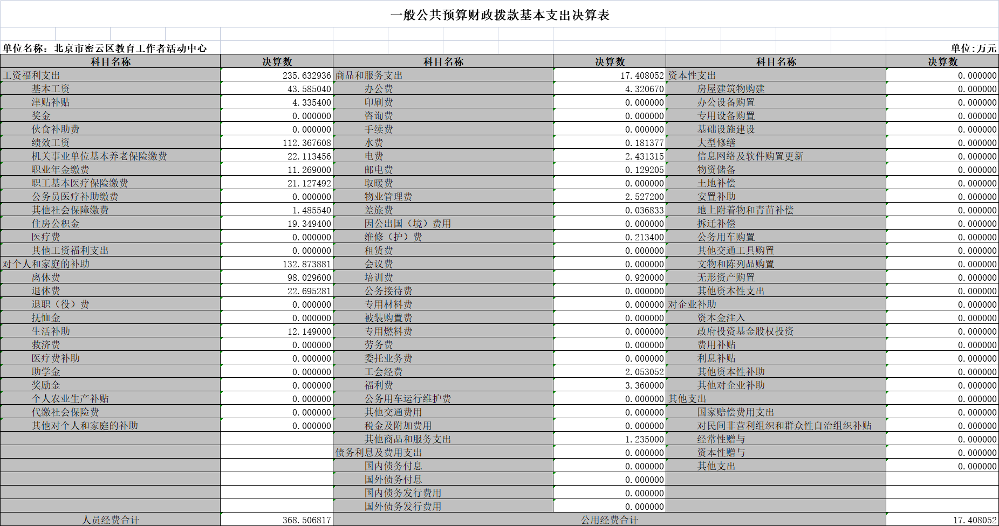 一般公共预算财政拨款基本支出决算表
单位名称：北京市密云区教育工作者活动中心 单位:万元
科目名称 决算数 科目名称 决算数 科目名称 决算数
工资福利支出 235.632936 商品和服务支出 17.408052 资本性支出 0.000000
基本工资 43.585040 办公费 4.320670 房屋建筑物购建 0.000000
津贴补贴 4.335400 印刷费 0.000000 办公设备购置 0.000000
奖金 0.000000 咨询费 0.000000 专用设备购置 0.000000
伙食补助费 0.000000 手续费 0.000000 基础设施建设 0.000000
绩效工资 112.367608 水费 0.181377 大型修缮 0.000000
机关事业单位基本养老保险缴费 22.113456 电费 2.431315 信息网络及软件购置更新 0.000000
职业年金缴费 11.269000 邮电费 0.129205 物资储备 0.000000
职工基本医疗保险缴费 21.127492 取暖费 0.000000 土地补偿 0.000000
公务员医疗补助缴费 0.000000 物业管理费 2.527200 安置补助 0.000000
其他社会保障缴费 1.485540 差旅费 0.036833 地上附着物和青苗补偿 0.000000
住房公积金 19.349400 因公出国（境）费用 0.000000 拆迁补偿 0.000000
医疗费 0.000000 维修（护）费 0.213400 公务用车购置 0.000000
其他工资福利支出 0.000000 租赁费 0.000000 其他交通工具购置 0.000000
对个人和家庭的补助 132.873881 会议费 0.000000 文物和陈列品购置 0.000000
离休费 98.029600 培训费 0.920000 无形资产购置 0.000000
退休费 22.695281 公务接待费 0.000000 其他资本性支出 0.000000
退职（役）费 0.000000 专用材料费 0.000000 对企业补助 0.000000
抚恤金 0.000000 被装购置费 0.000000 资本金注入 0.000000
生活补助 12.149000 专用燃料费 0.000000 政府投资基金股权投资 0.000000
救济费 0.000000 劳务费 0.000000 费用补贴 0.000000
医疗费补助 0.000000 委托业务费 0.000000 利息补贴 0.000000
助学金 0.000000 工会经费 2.053052 其他资本性补助 0.000000
奖励金 0.000000 福利费 3.360000 其他对企业补助 0.000000
个人农业生产补贴 0.000000 公务用车运行维护费 0.000000 其他支出 0.000000
代缴社会保险费 0.000000 其他交通费用 0.000000 国家赔偿费用支出 0.000000
其他对个人和家庭的补助 0.000000 税金及附加费用 0.000000 对民间非营利组织和群众性自治组织补贴 0.000000
其他商品和服务支出 1.235000 经常性赠与 0.000000
债务利息及费用支出 0.000000 资本性赠与 0.000000
国内债务付息 0.000000 其他支出 0.000000
国外债务付息 0.000000
国内债务发行费用 0.000000
国外债务发行费用 0.000000
人员经费合计 368.506817 公用经费合计 17.408052